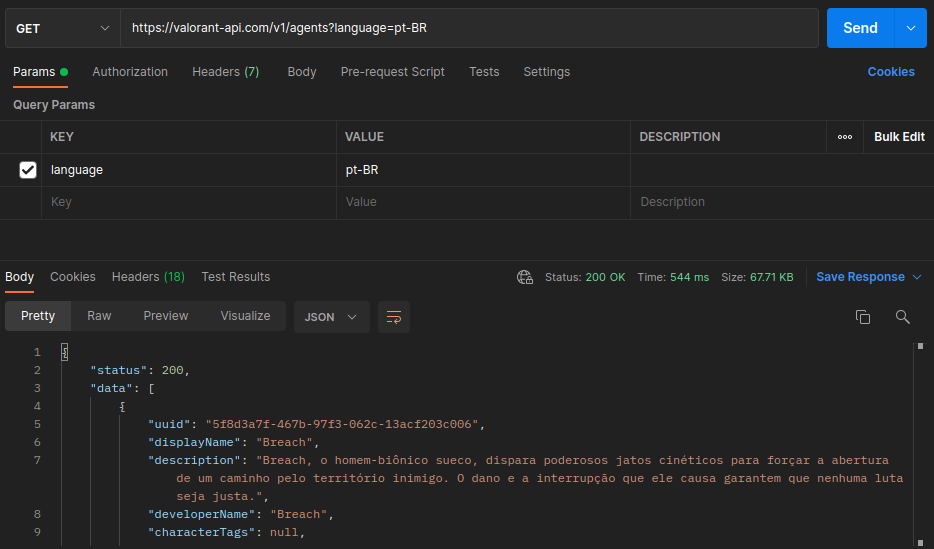 GET https://valorant-api.com/v1/agents?language=pt-BR Send
Params Authorization Headers (7) Body Pre-request Script Tests Settings Cookies
Query Params
KEY VALUE DESCRIPTION ooo Bulk Edit
language pt-BR
Key Value Description
Body Cookies Headers (18) Test Results Status: 200 OK Time: 544 ms Size: 67.71 KB Save Response
Pretty Raw Preview Visualize JSON
1 {
2 "status": 200,
3 "data": [
4 {
5 "uuid": "5f8d3a7f-467b-97f3-062c-13acf203c006",
6 "displayName": "Breach",
7 "description": "Breach, o homem-biônico sueco, dispara poderosos jatos cinéticos para forçar a abertura
de um caminho pelo território inimigo. O dano e a interrupção que ele causa garantem que nenhuma luta
seja justa.",
8 "developerName": "Breach",
9 "characterTags": null,